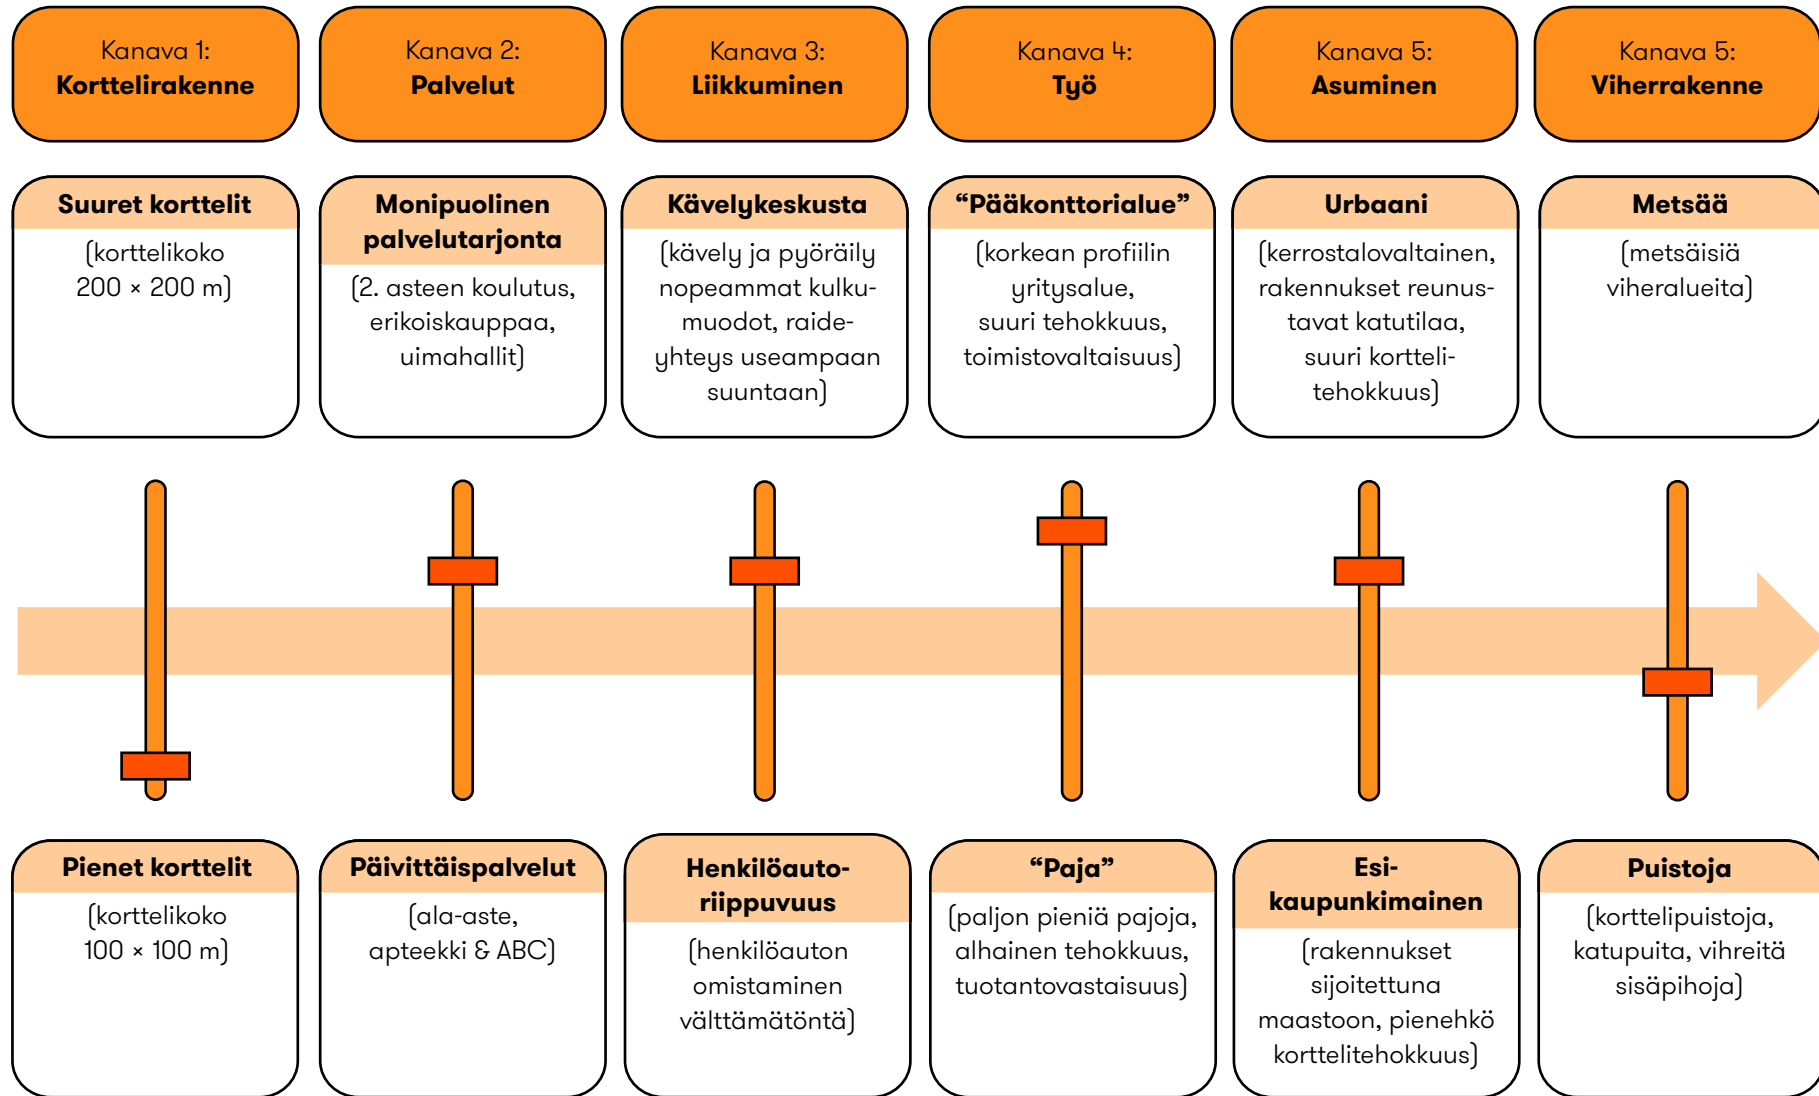 Kanava 1:
Korttelirakenne
Kanava 2:
Palvelut
Kanava 3:
Liikkuminen
Kanava 4:
Työ
Kanava 5:
Asuminen
Kanava 5:
Viherrakenne
Suuret korttelit
(korttelikoko
200 × 200 m)
Monipuolinen
palvelutarjonta
(2. asteen koulutus,
erikoiskauppaa,
uimahallit)
Kävelykeskusta
(kävely ja pyöräily
nopeammat kulku-
muodot, raide-
yhteys useampaan
suuntaan)
“Pääkonttorialue”
(korkean profiilin
yritysalue,
suuri tehokkuus,
toimistovaltaisuus)
Urbaani
(kerrostalovaltainen,
rakennukset reunus-
tavat katutilaa,
suuri kortteli-
tehokkuus)
Metsää
(metsäisiä
viheralueita)
Pienet korttelit
(korttelikoko
100 × 100 m)
Päivittäispalvelut
(ala-aste,
apteekki & ABC)
Henkilöauto-
riippuvuus
(henkilöauton
omistaminen
välttämätöntä)
“Paja”
(paljon pieniä pajoja,
alhainen tehokkuus,
tuotantovastaisuus)
Esi-
kaupunkimainen
(rakennukset
sijoitettuna
maastoon, pienehkö
korttelitehokkuus)
Puistoja
(korttelipuistoja,
katupuita, vihreitä
sisäpihoja)